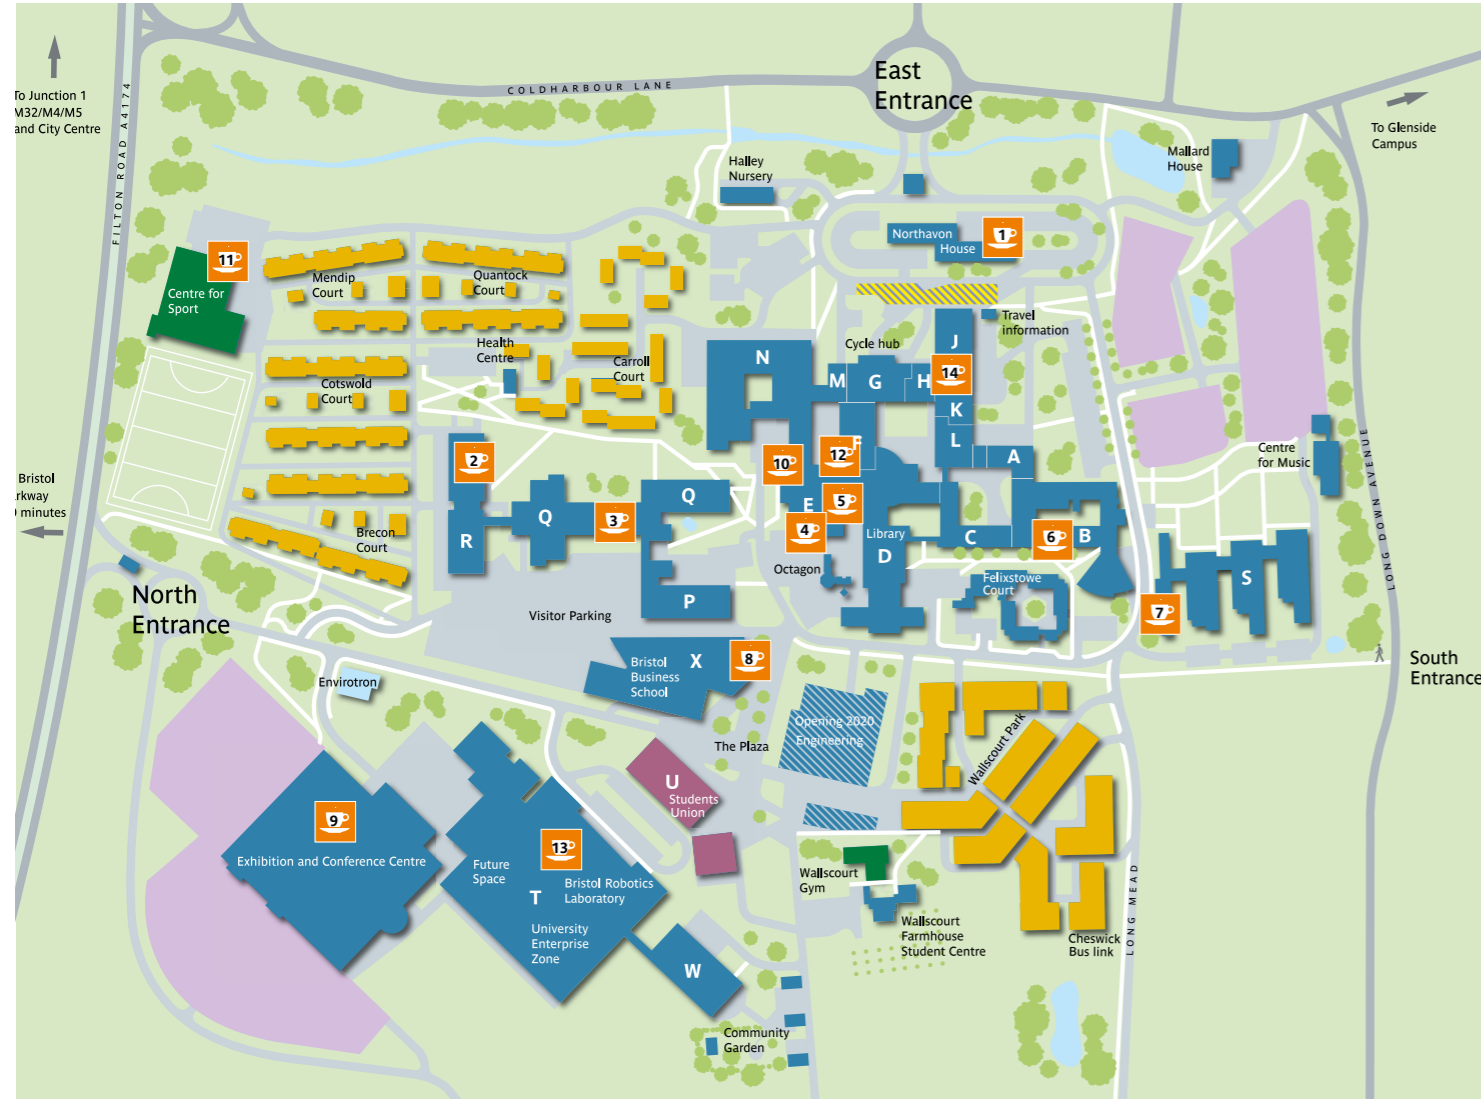 East
Entrance
COLDHARBOUR LANE
To Junction 1
M32/M4/M5
and City Centre
FILTON ROAD A4174
To Glenside
Campus
Mallard
House
Halley
Nursery
Northavon
House
1
11
Centre for
Sport
Mendip
Court
Quantock
Court
Travel
information
Health
Centre
Carroll
Court
Cycle hub
N
J
M
G
H
14
K
Cotswold
Court
F
L
A
2
10
12
Centre
for Music
LONG DOWN AVENUE
Bristol
rkway
minutes
Q
Q
3
E
5
4
Library
R
Brecon
Court
C
6
B
D
Octagon
Felixstowe
Court
S
North
Entrance
P
7
Visitor Parking
South
Entrance
Bristol
Business
School
X
8
Envirotron
Opening 2020
Engineering
Wallscourt Park
The Plaza
U
Students
Union
9
Exhibition and Conference Centre
13
Future
Space
Bristol Robotics
Laboratory
T
University
Enterprise
Zone
Wallscourt
Gym
Wallscourt
Farmhouse
Student Centre
Cheswick
Bus link
LONG MEAD
W
Community
Garden